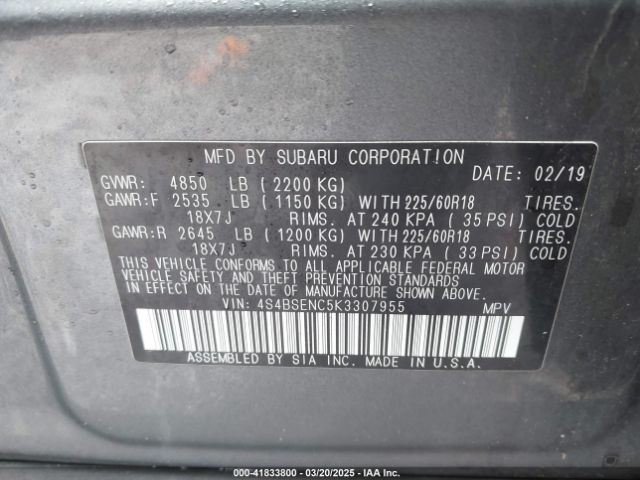 MFD BY SUBARU CORPORATION
GVWR: 4850 LB (2200 KG) DATE: 02/19
GAWR:F 2535 LB (1150 KG) WITH 225/60R18 TIRES.
18X7J RIMS. AT 240 KPA (35 PSI) COLD
GAWR:R 2645 LB (1200 KG) WITH 225/60R18 TIRES.
18X7J RIMS. AT 230 KPA (33 PSI) COLD
THIS VEHICLE CONFORMS TO ALL APPLICABLE FEDERAL MOTOR
VEHICLE SAFETY AND THEFT PREVENTION STANDARDS
IN EFFECT ON THE DATE OF MANUFACTURE SHOWN ABOVE.
VIN: 4S4BSENC5K3307955 MPV
ASSEMBLED BY SIA INC. MADE IN U.S.A.
000-41833800 | 03/20/2025 | IAA INC.